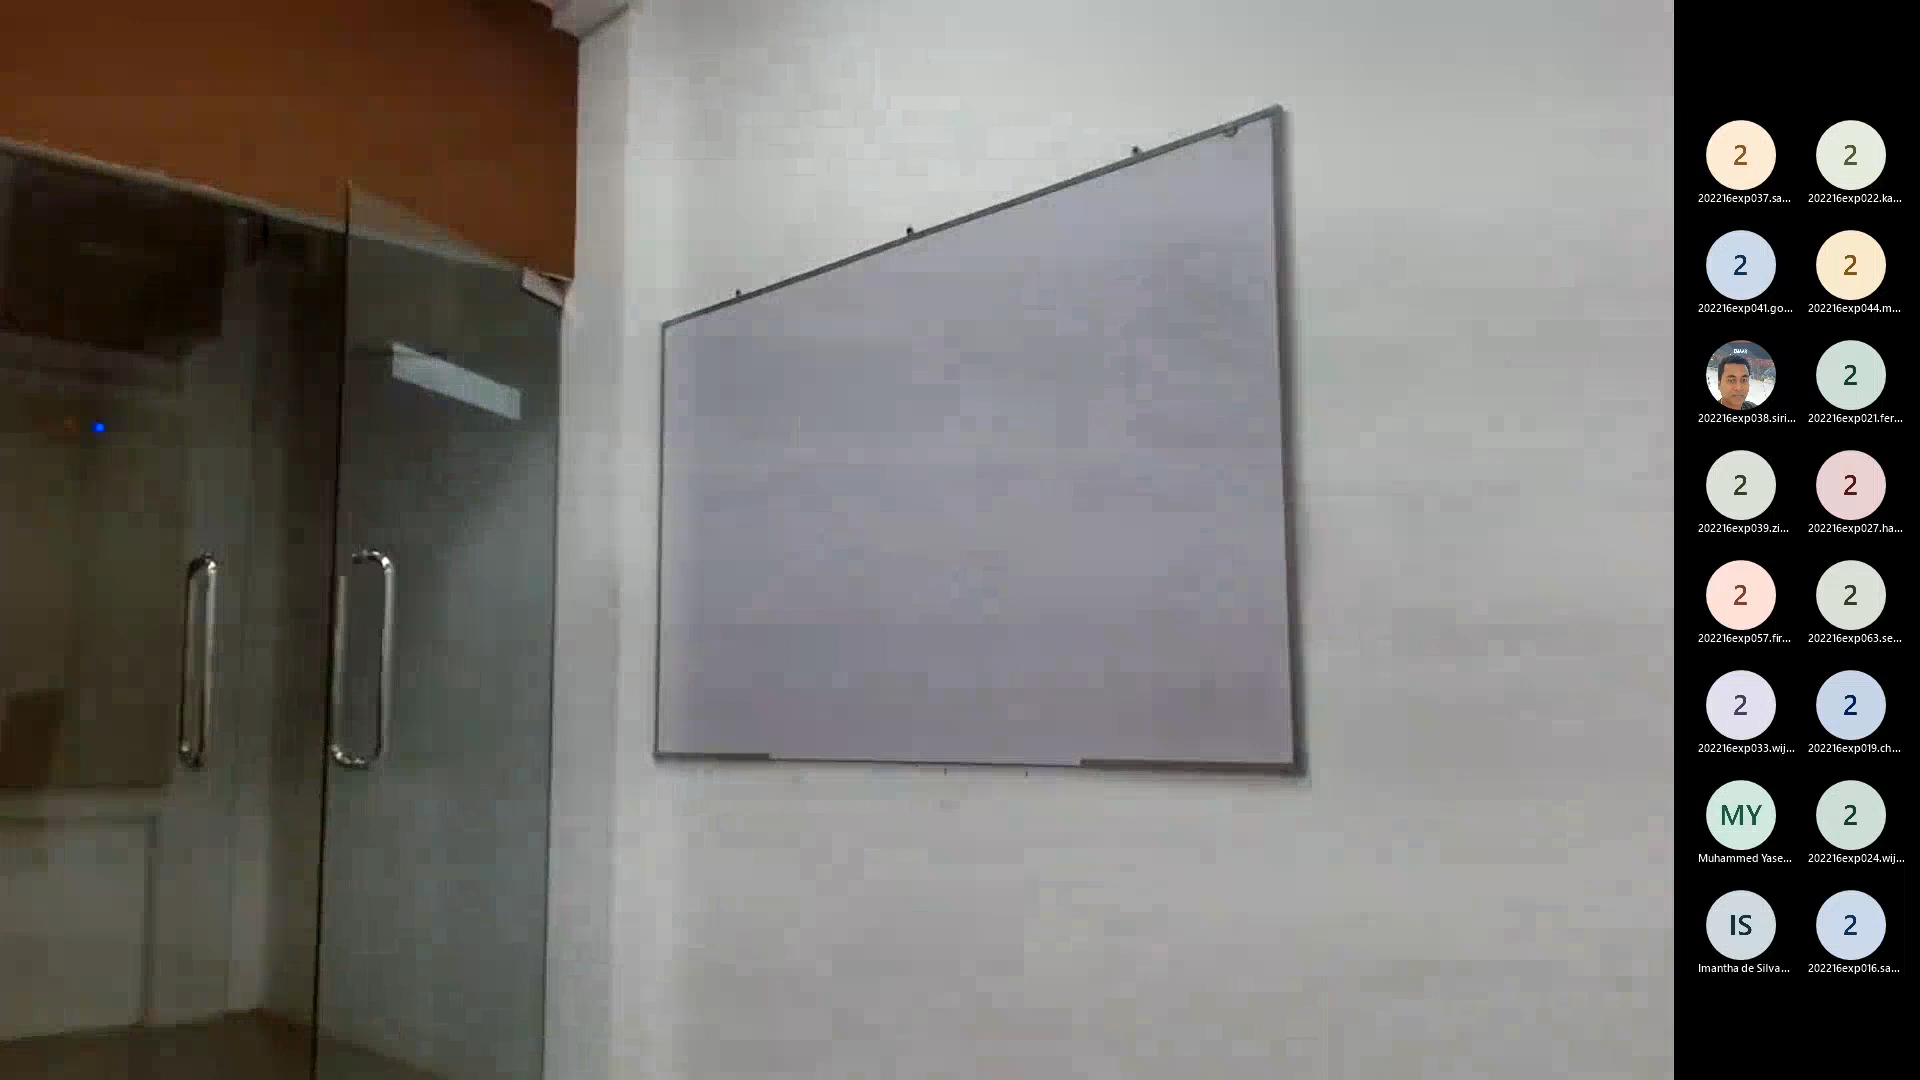 2 2
202216exp037.sa... 202216exp022.ka...
2 2
202216exp041.go... 202216exp044.m...
2
202216exp038.siri... 202216exp021.fer...
2 2
202216exp039.zi... 202216exp027.ha...
2 2
202216exp057.fir... 202216exp063.se...
2 2
202216exp033.wij... 202216exp019.ch...
MY 2
Muhammed Yase... 202216exp024.wij...
IS 2
Imantha de Silva... 202216exp016.sa...